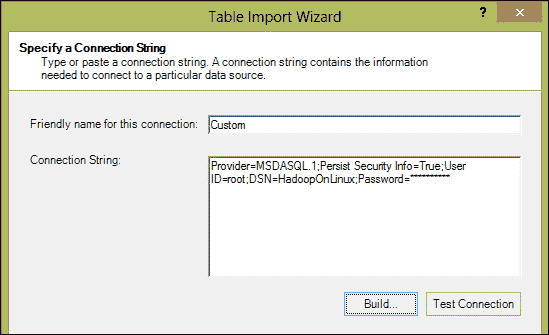 Table Import Wizard
?
×
Specify a Connection String
Type or paste a connection string. A connection string contains the information
needed to connect to a particular data source.
Friendly name for this connection: Custom
Connection String:
Provider=MSDASQL.1;Persist Security Info=True;User
ID=root;DSN=HadoopOnLinux;Password=**********
Build...
Test Connection